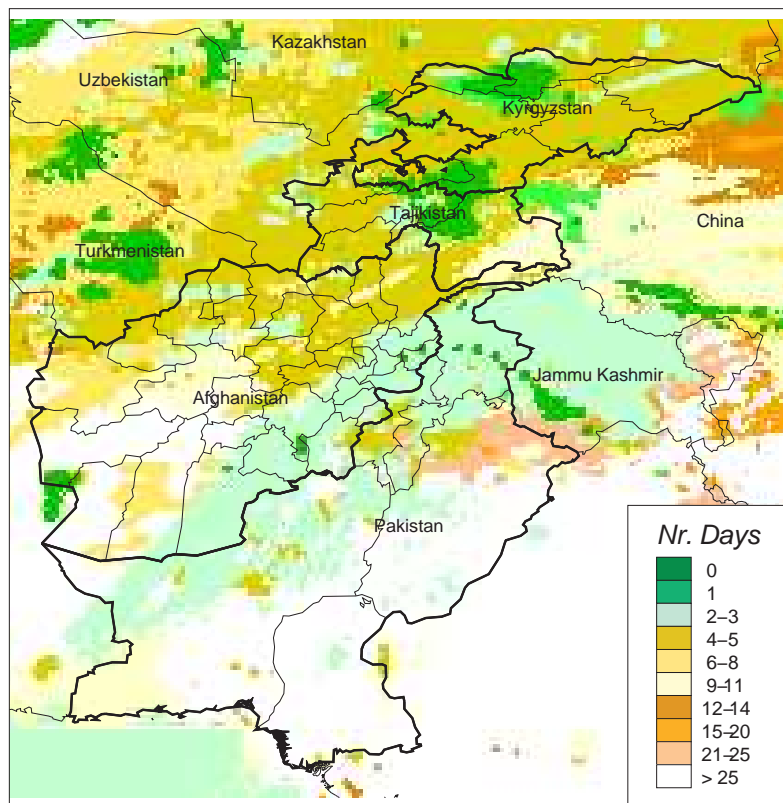 Kazakhstan
Uzbekistan
Kyrgyzstan
Tajikistan
China
Turkmenistan
Jammu Kashmir
Afghanistan
Pakistan
Nr. Days
0
1
2–3
4–5
6–8
9–11
12–14
15–20
21–25
> 25